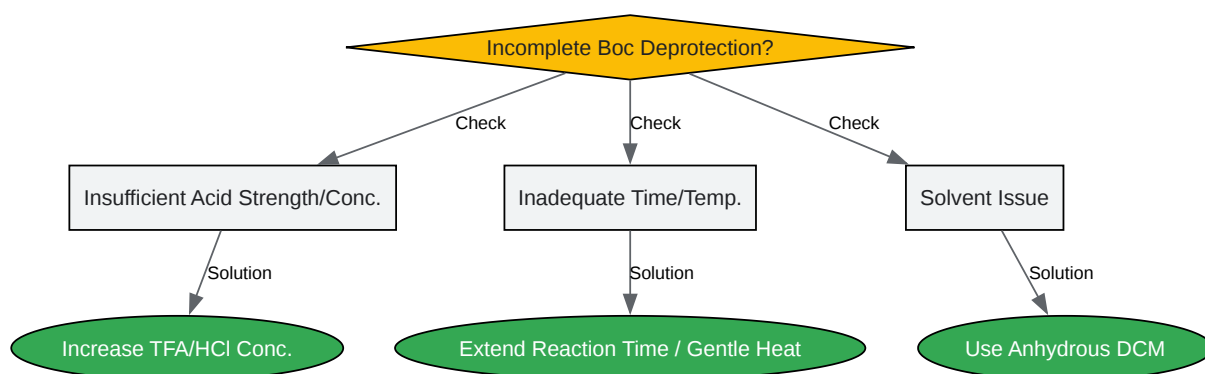 Incomplete Boc Deprotection?
Check
Check
Check
Insufficient Acid Strength/Conc.
Inadequate Time/Temp.
Solvent Issue
Solution
Solution
Solution
Increase TFA/HCl Conc.
Extend Reaction Time / Gentle Heat
Use Anhydrous DCM